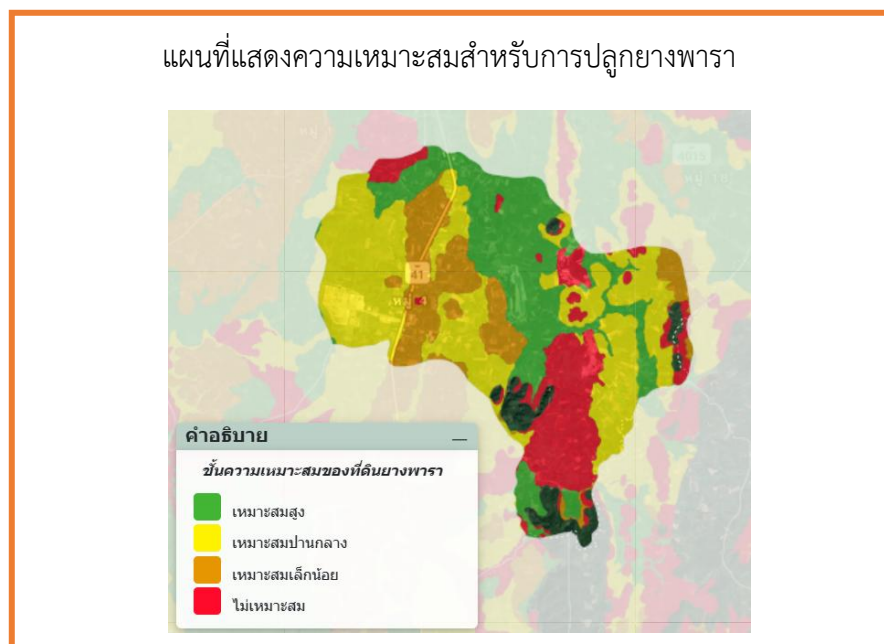 แผนที่แสดงความเหมาะสมสำหรับการปลูกยางพารา
41
คำอธิบาย
ชั้นความเหมาะสมของที่ดินยางพารา
เหมาะสมสูง
เหมาะสมปานกลาง
เหมาะสมเล็กน้อย
ไม่เหมาะสม